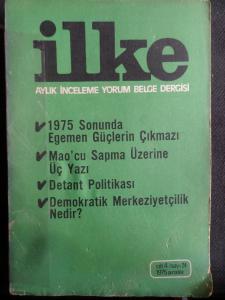 ilke
AYLIK İNCELEME YORUM BELGE DERGİSİ
✔1975 Sonunda
Egemen Güçlerin Çıkmazı
✔Mao'cu Sapma Üzerine
Üç Yazı
✔Detant Politikası
✔Demokratik Merkeziyetçilik
Nedir?
1975